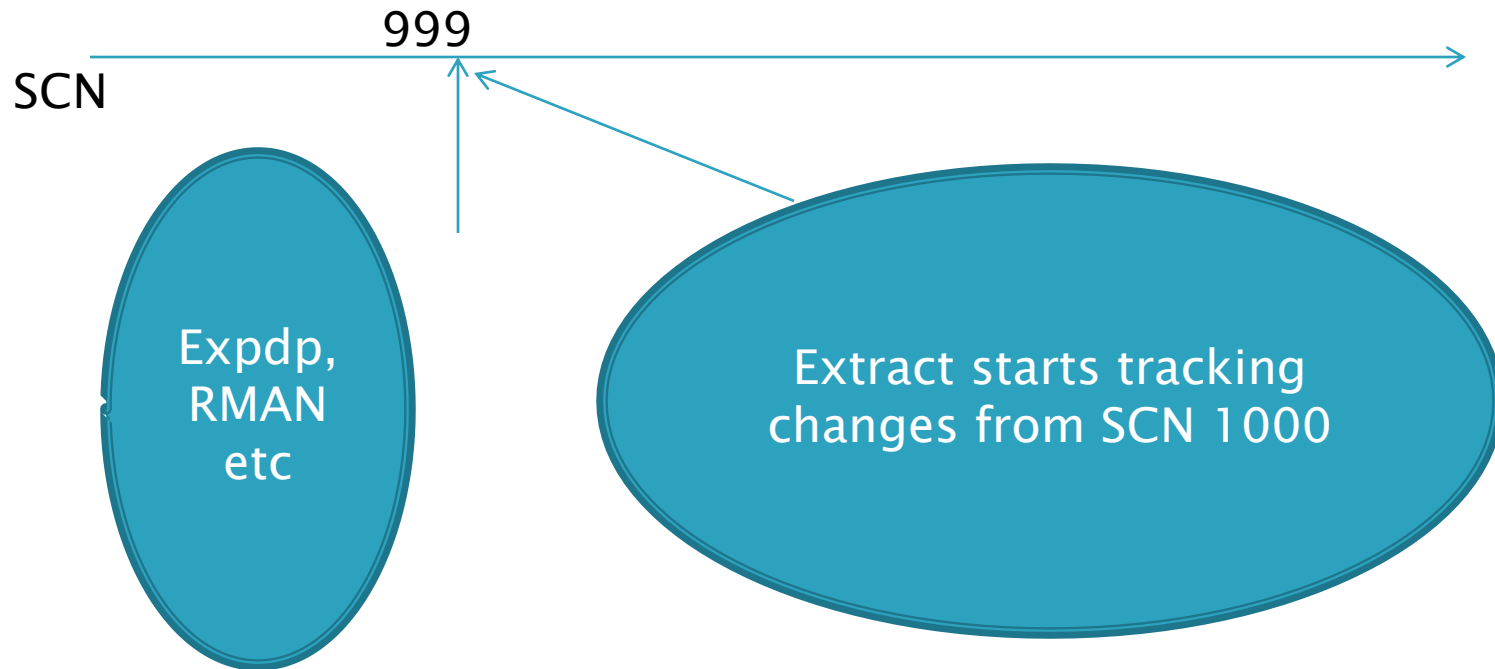 999
SCN
Expdp,
RMAN
etc
Extract starts tracking
changes from SCN 1000